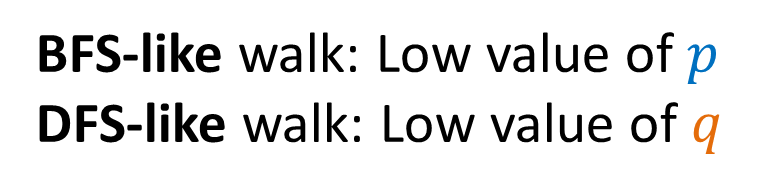 BFS-like walk: Low value of p
DFS-like walk: Low value of q